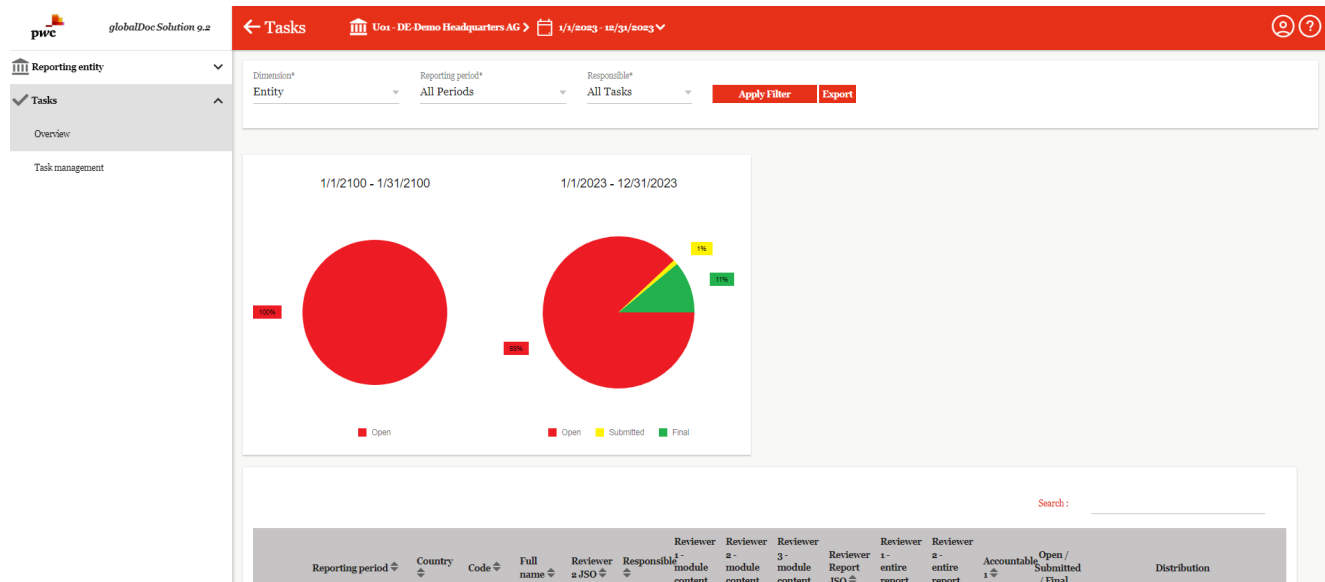 pwc
globalDoc Solution 9.2
Tasks
U01 - DE-Demo Headquarters AG
1/1/2023 - 12/31/2023
Reporting entity
Tasks
Overview
Task management
Dimension*
Entity
Reporting period*
All Periods
Responsible*
All Tasks
Apply Filter
Export
1/1/2100 - 1/31/2100
100%
Open
1/1/2023 - 12/31/2023
1%
11%
88%
Open
Submitted
Final
Search :
Reporting period
Country
Code
Full
name
Reviewer
2 JSO
Responsible
Reviewer
1 -
module
content
Reviewer
2 -
module
content
Reviewer
3 -
module
content
Reviewer
Report
JSO
Reviewer
1 -
entire
report
Reviewer
2 -
entire
report
Accountable
1
Open /
Submitted
/ Final
Distribution